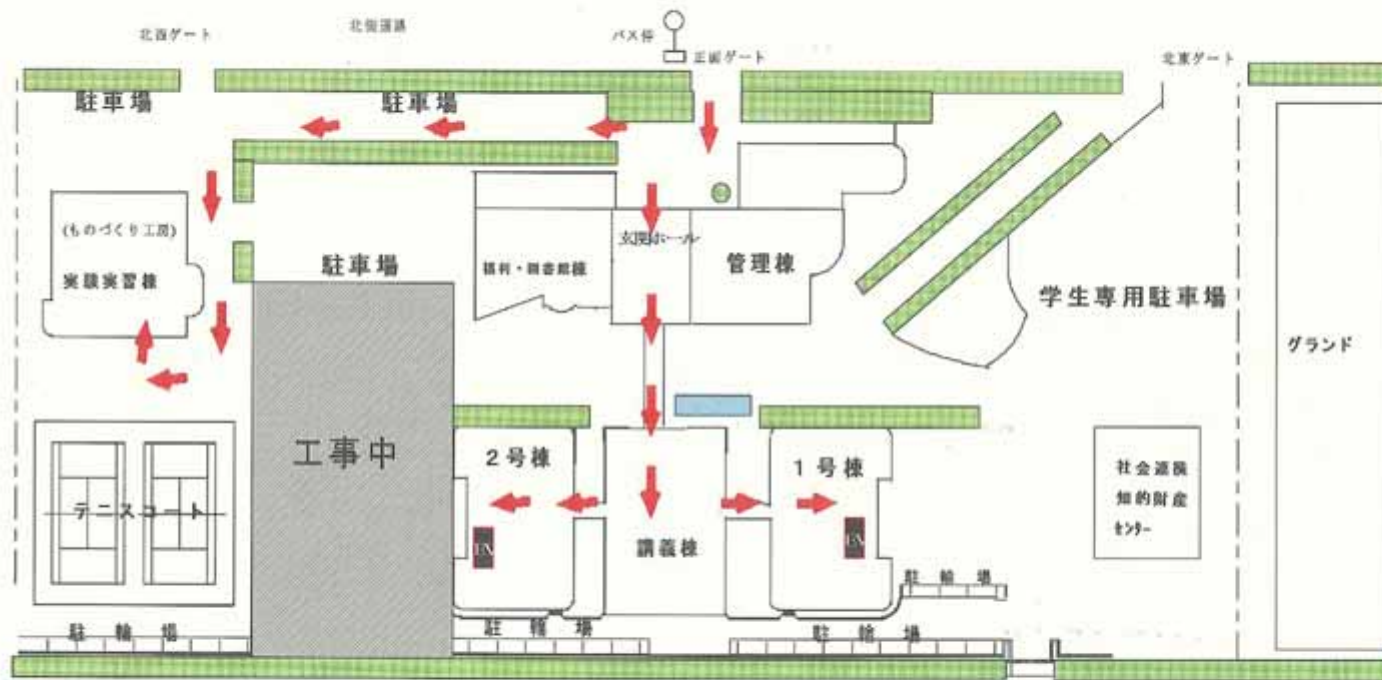 北西ゲート
北側道路
バス停
正面ゲート
北東ゲート
駐車場
駐車場
(ものづくり工房)
実験実習棟
駐車場
福利・図書館棟
玄関ホール
管理棟
学生専用駐車場
グランド
工事中
2号棟
1号棟
社会連携
知的財産
センター
テニスコート
EV
EV
講義棟
駐輪場
駐輪場
駐輪場
駐輪場